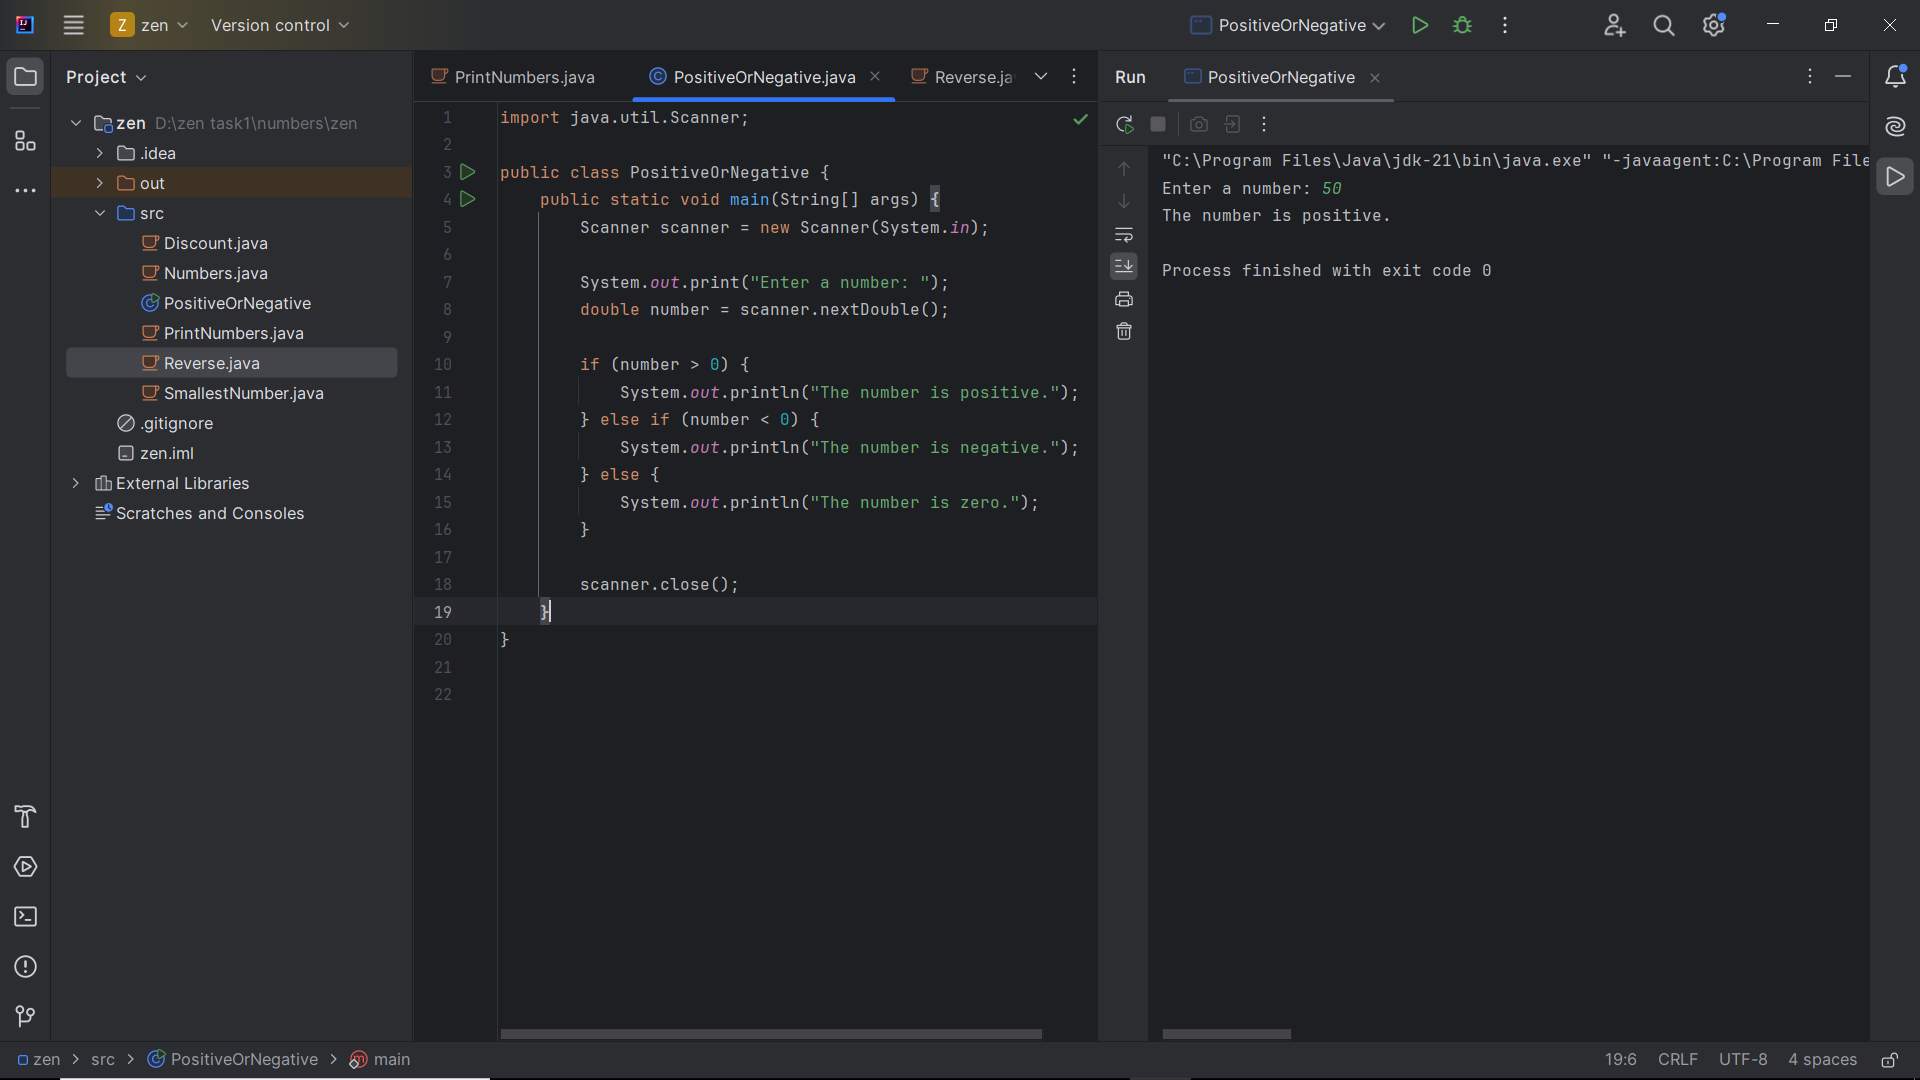 Z zen Version control PositiveOrNegative
Project
zen D:\zen task1\numbers\zen
.idea
out
src
Discount.java
Numbers.java
PositiveOrNegative
PrintNumbers.java
Reverse.java
SmallestNumber.java
.gitignore
zen.iml
External Libraries
Scratches and Consoles
PrintNumbers.java PositiveOrNegative.java Reverse.ja
1 import java.util.Scanner;
2
3 public class PositiveOrNegative {
4 public static void main(String[] args) {
5 Scanner scanner = new Scanner(System.in);
6
7 System.out.print("Enter a number: ");
8 double number = scanner.nextDouble();
9
10 if (number > 0) {
11 System.out.println("The number is positive.");
12 } else if (number < 0) {
13 System.out.println("The number is negative.");
14 } else {
15 System.out.println("The number is zero.");
16 }
17
18 scanner.close();
19 }
20 }
21
22
Run PositiveOrNegative
"C:\Program Files\Java\jdk-21\bin\java.exe" "-javaagent:C:\Program File
Enter a number: 50
The number is positive.
Process finished with exit code 0
zen > src > PositiveOrNegative > main
19:6 CRLF UTF-8 4 spaces